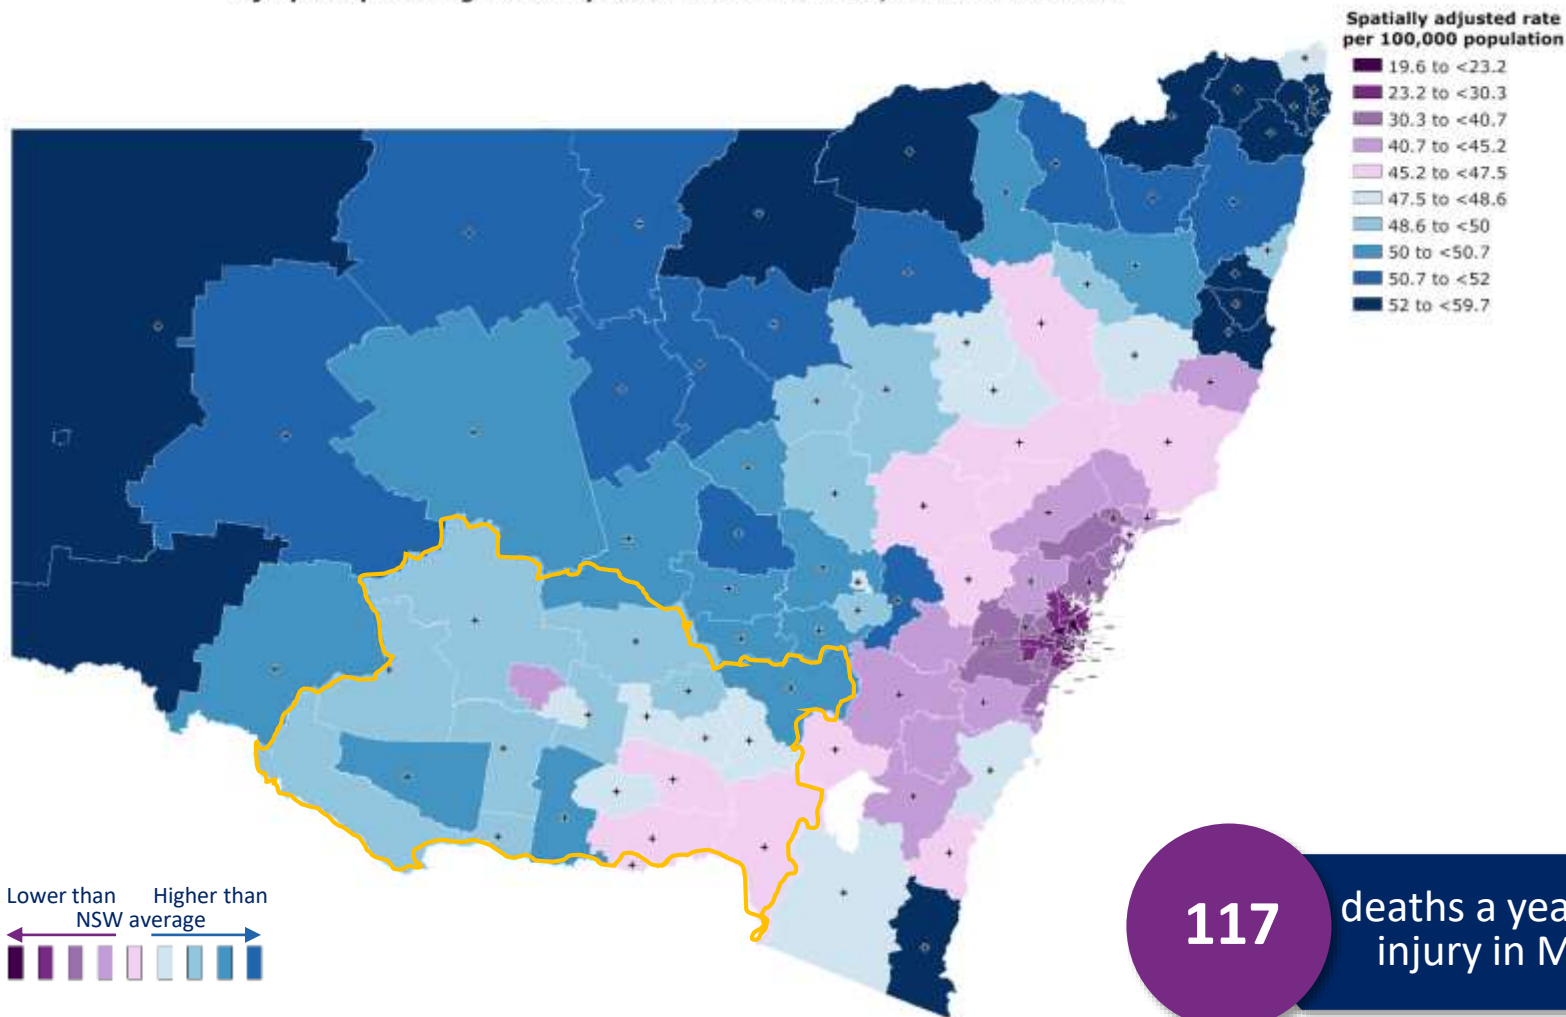 Spatially adjusted rate
per 100,000 population
19.6 to <23.2
23.2 to <30.3
30.3 to <40.7
40.7 to <45.2
45.2 to <47.5
47.5 to <48.6
48.6 to <50
50 to <50.7
50.7 to <52
52 to <59.7
Lower than Higher than
NSW average
117
deaths a yea
injury in M